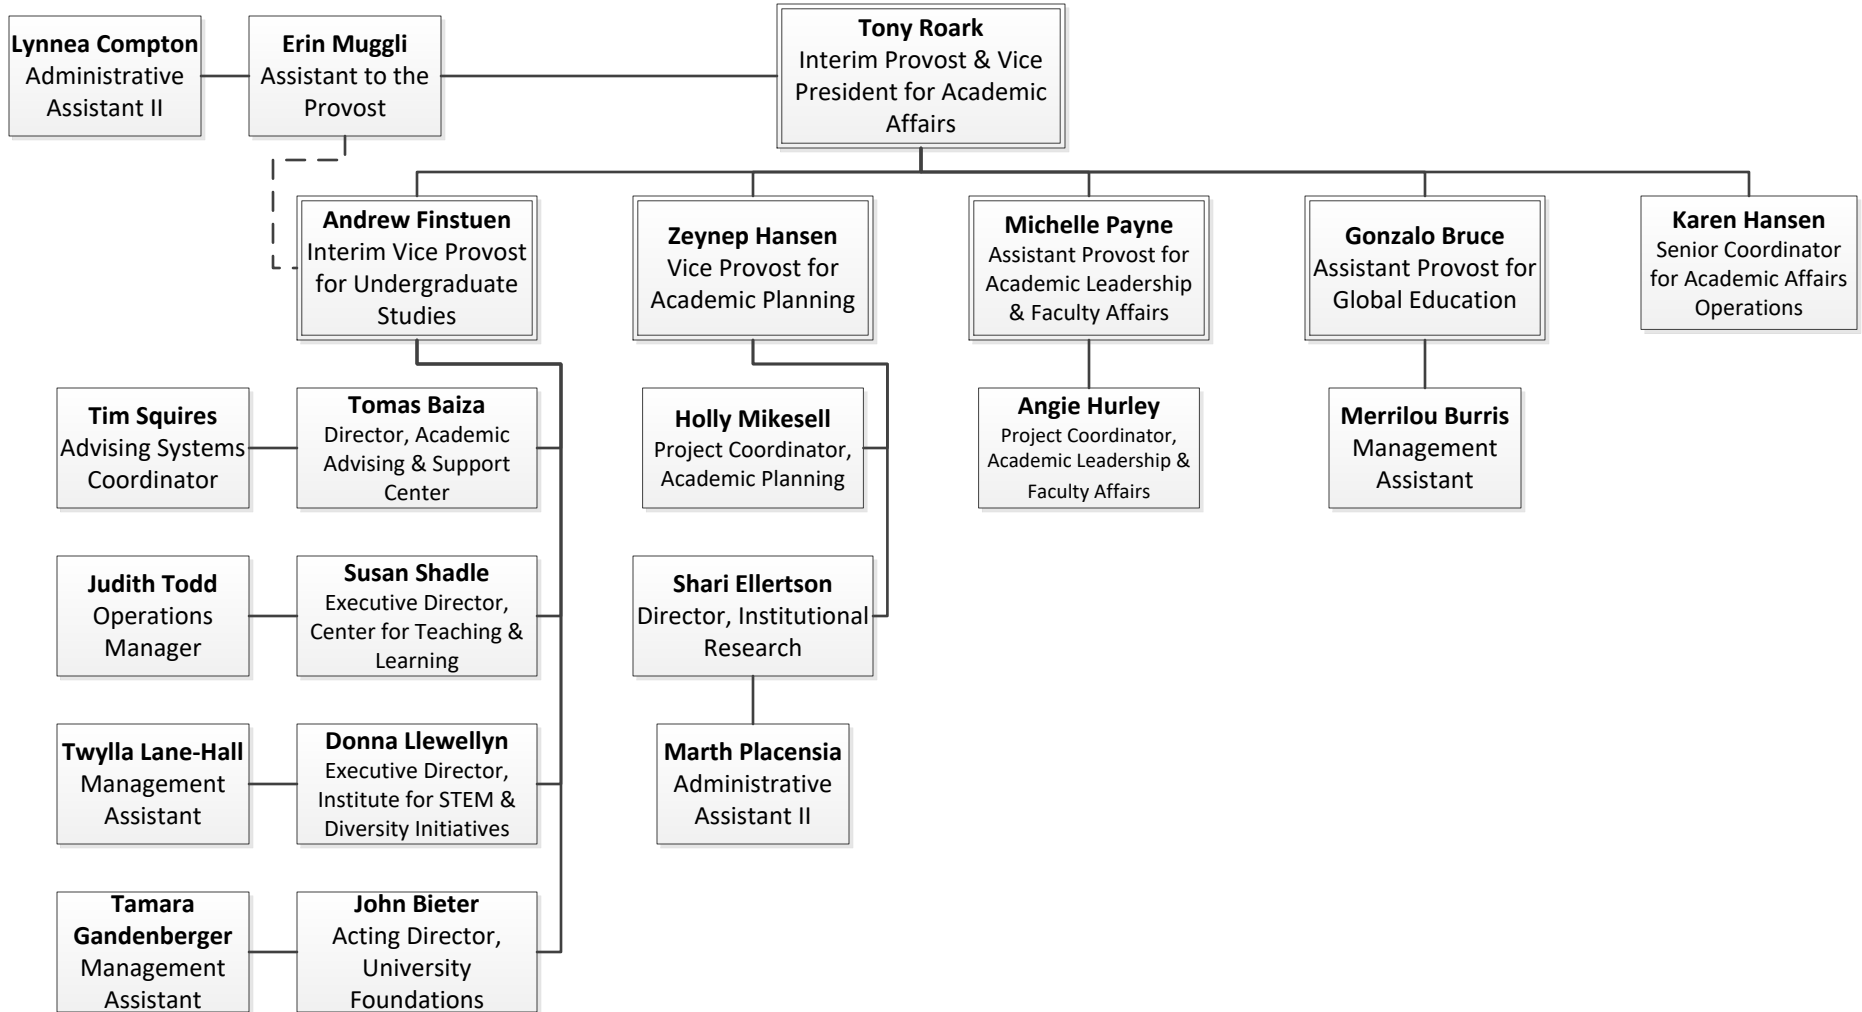 Lynnea Compton
Administrative
Assistant II
Erin Muggli
Assistant to the
Provost
Tony Roark
Interim Provost & Vice
President for Academic
Affairs
Andrew Finstuen
Interim Vice Provost
for Undergraduate
Studies
Zeynep Hansen
Vice Provost for
Academic Planning
Michelle Payne
Assistant Provost for
Academic Leadership
& Faculty Affairs
Gonzalo Bruce
Assistant Provost for
Global Education
Karen Hansen
Senior Coordinator
for Academic Affairs
Operations
Tim Squires
Advising Systems
Coordinator
Tomas Baiza
Director, Academic
Advising & Support
Center
Holly Mikesell
Project Coordinator,
Academic Planning
Angie Hurley
Project Coordinator,
Academic Leadership &
Faculty Affairs
Merrilou Burris
Management
Assistant
Judith Todd
Operations
Manager
Susan Shadle
Executive Director,
Center for Teaching &
Learning
Shari Ellertson
Director, Institutional
Research
Twylla Lane-Hall
Management
Assistant
Donna Llewellyn
Executive Director,
Institute for STEM &
Diversity Initiatives
Marth Placensia
Administrative
Assistant II
Tamara
Gandenberger
Management
Assistant
John Bieter
Acting Director,
University
Foundations